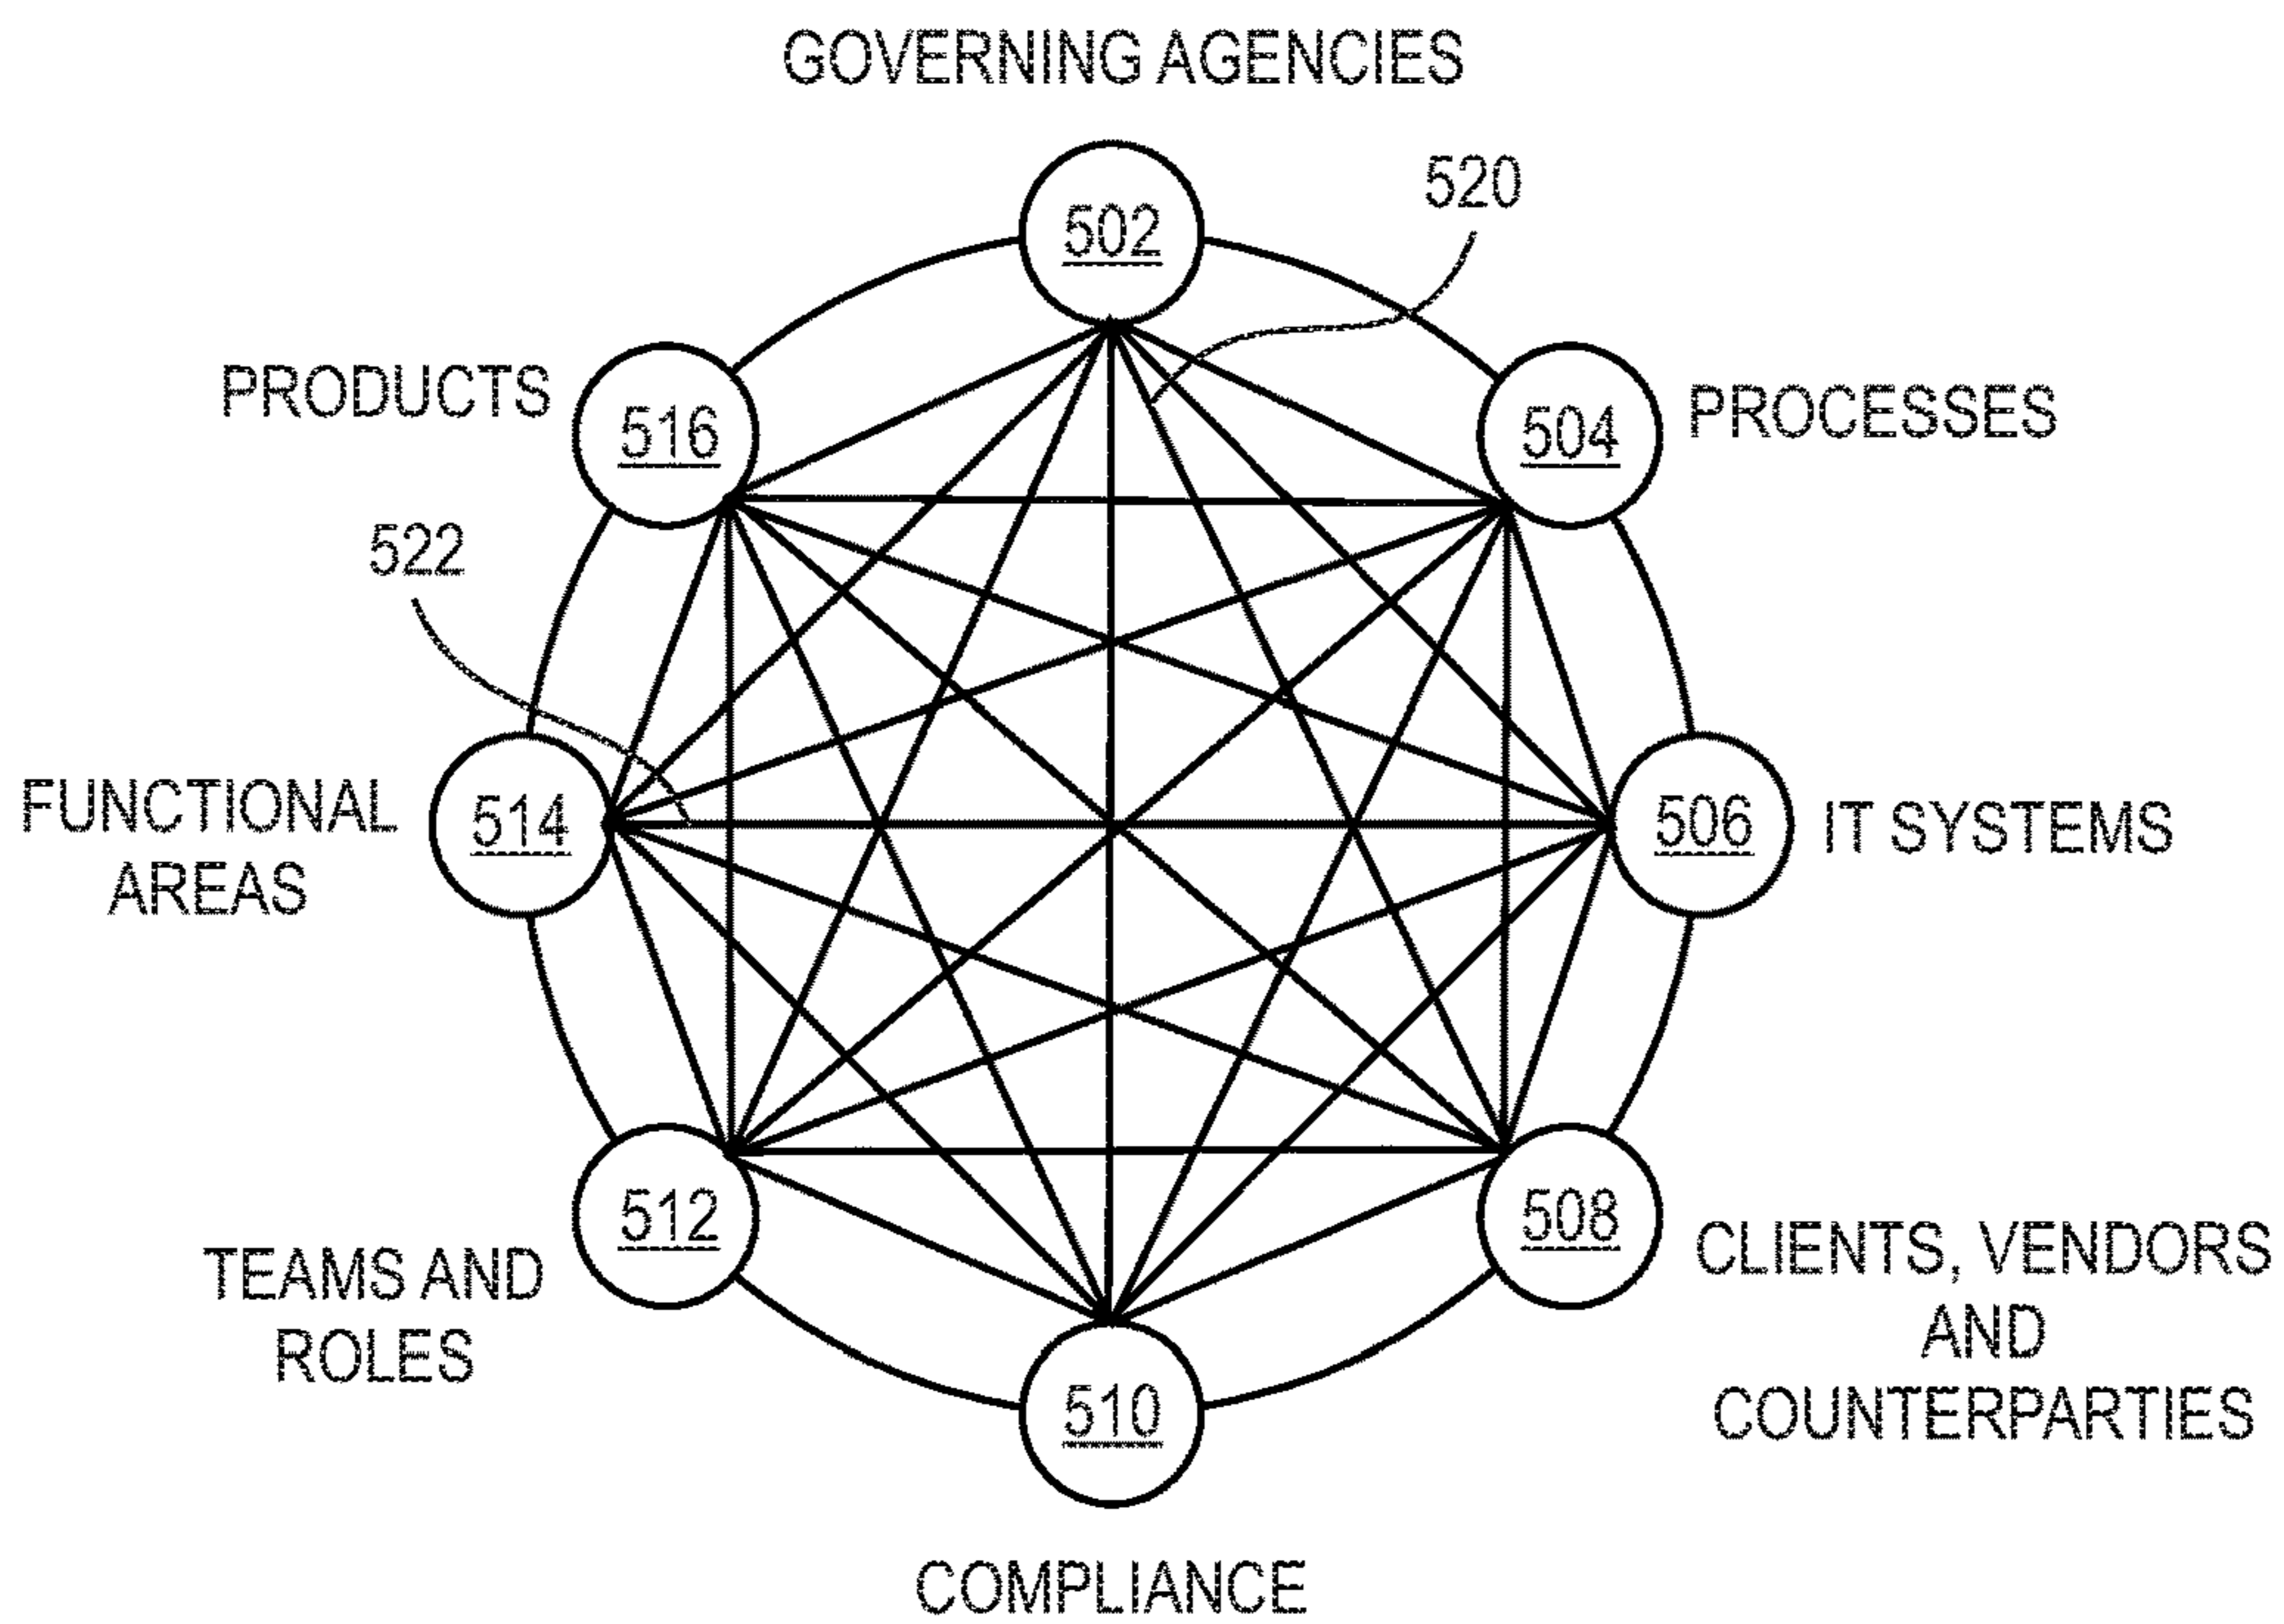 GOVERNING AGENCIES
520
502
PRODUCTS
516
504
PROCESSES
522
FUNCTIONAL
AREAS
514
506
IT SYSTEMS
512
508
TEAMS AND
ROLES
CLIENTS, VENDORS
AND
COUNTERPARTIES
510
COMPLIANCE